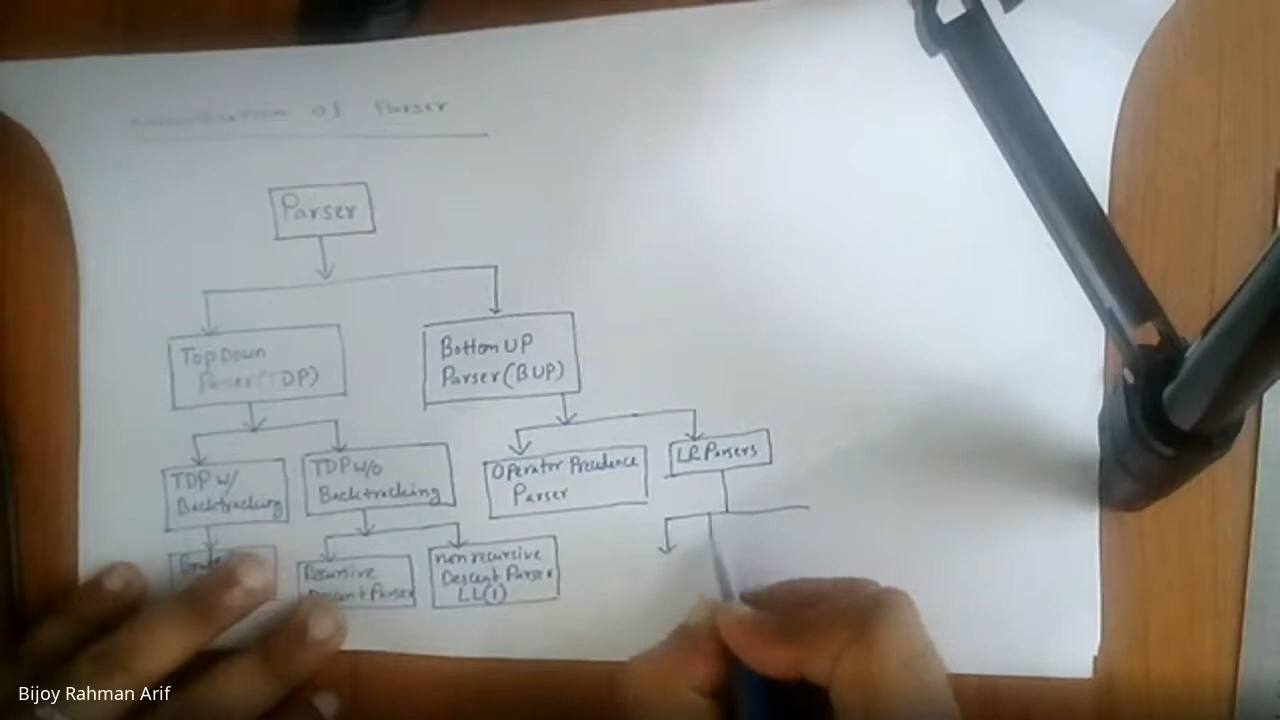 of Parser
Parser
Top Down
Parser (TDP)
Bottom UP
Parser (BUP)
TDP W/
Backtracking
TDP W/O
Backtracking
Operator Precedence
Parser
LR Parsers
Recursive
Descent Parser
non recursive
Descent Parser
LL(1)
Bijoy Rahman Arif